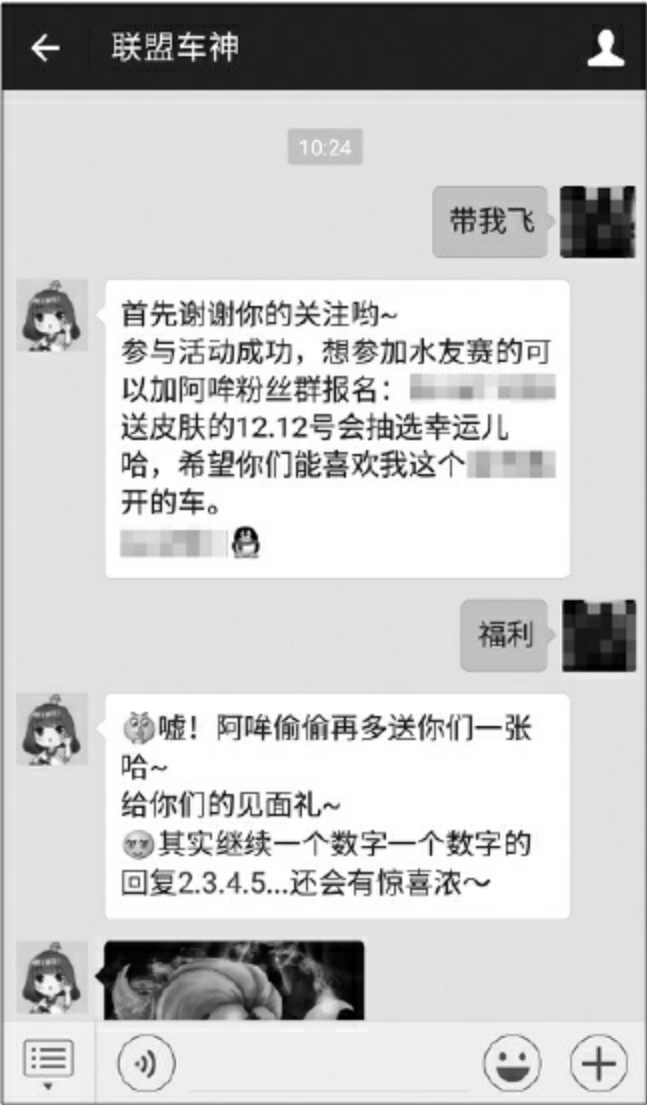 联盟车神
10:24
带我飞
首先谢谢你的关注哟~
参与活动成功，想参加水友赛的可
以加阿哞粉丝群报名：
送皮肤的12.12号会抽选幸运儿
哈，希望你们能喜欢我这个
开的车。
福利
嘘！阿哞偷偷再多送你们一张
哈~
给你们的见面礼~
其实继续一个数字一个数字的
回复2.3.4.5...还会有惊喜浓～